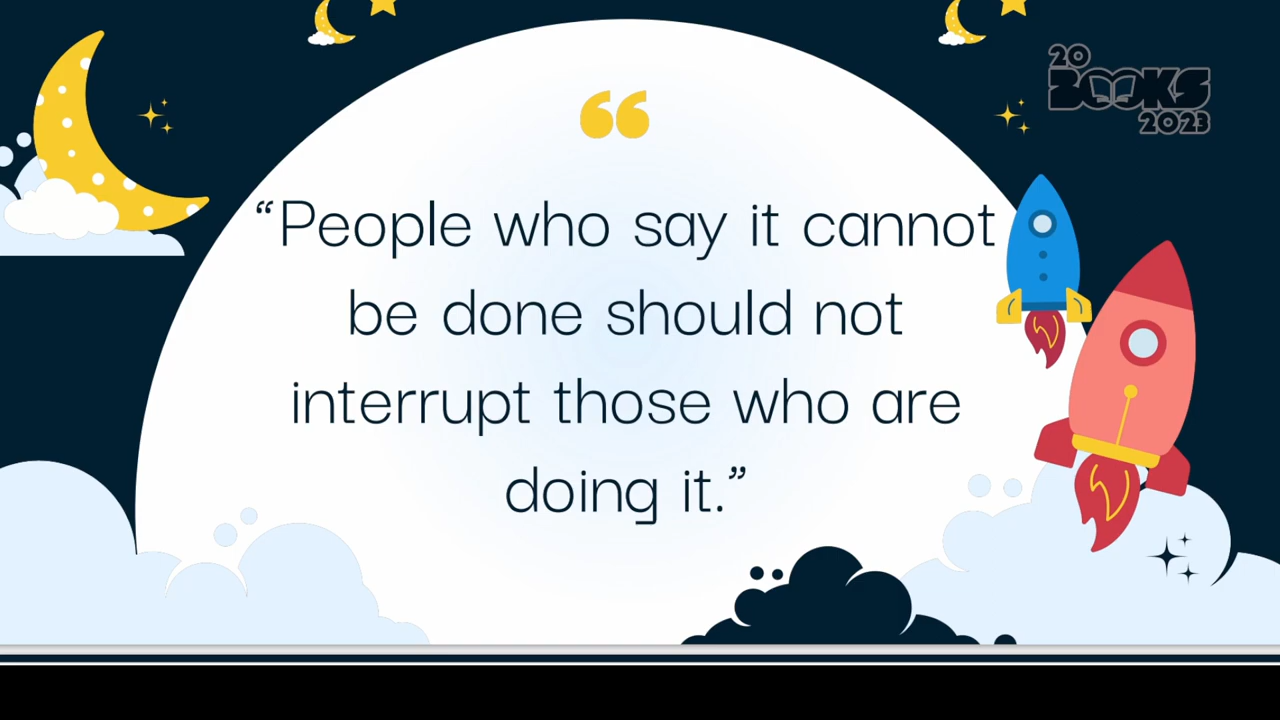 20
BOOKS
2023
“
“People who say it cannot
be done should not
interrupt those who are
doing it.”